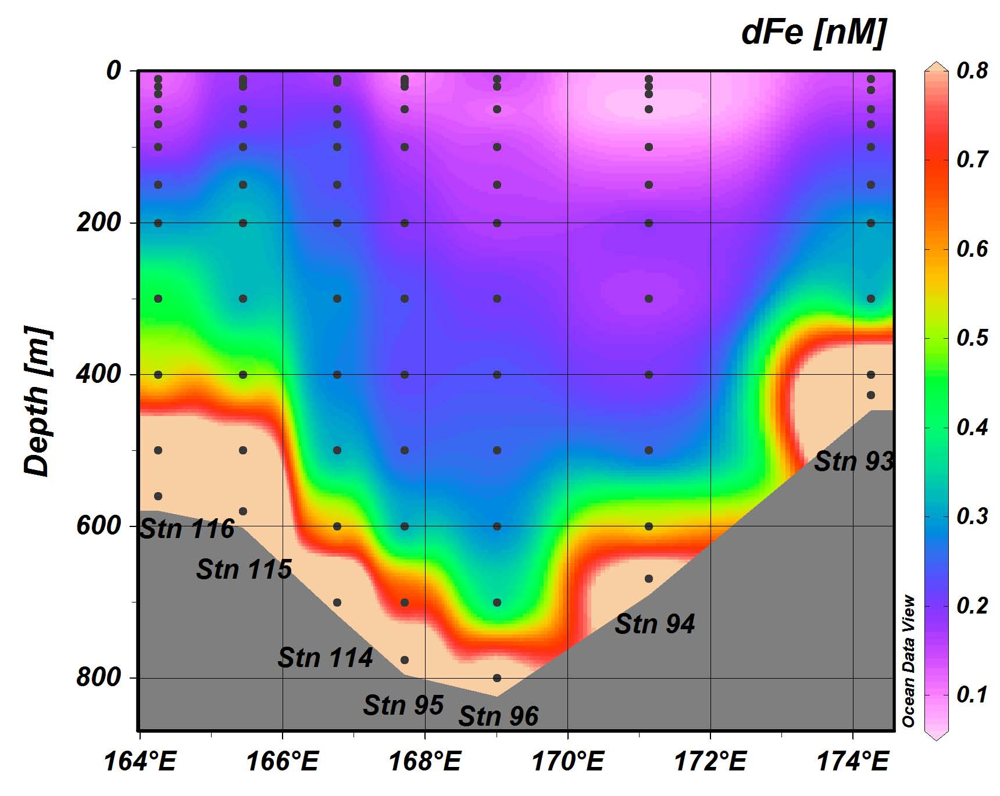 dFe [nM]
0
200
400
600
800
Depth [m]
Stn 116
Stn 115
Stn 114
Stn 95
Stn 96
Stn 94
Stn 93
164°E
166°E
168°E
170°E
172°E
174°E
Ocean Data View
0.8
0.7
0.6
0.5
0.4
0.3
0.2
0.1